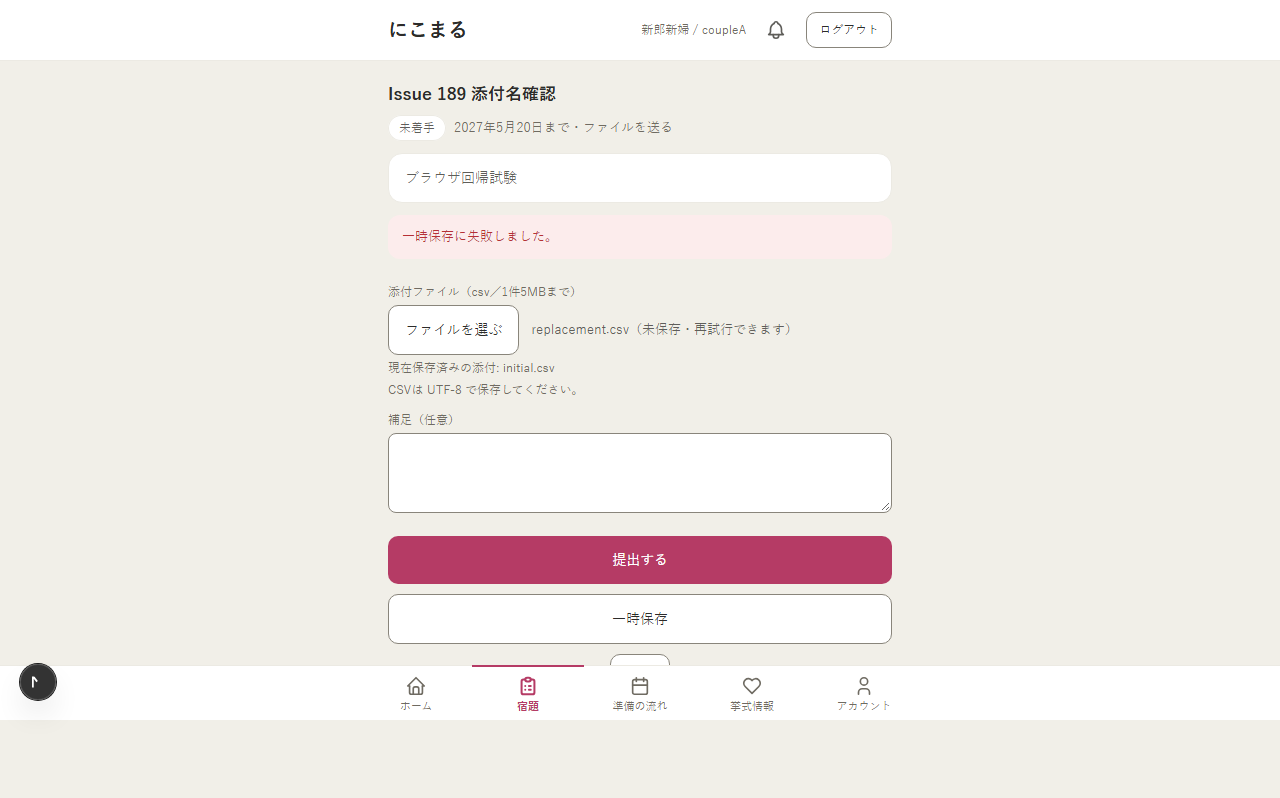 にこまる
新郎新婦 / coupleA
ログアウト
Issue 189 添付名確認
未着手
2027年5月20日まで・ファイルを送る
ブラウザ回帰試験
一時保存に失敗しました。
添付ファイル（csv／1件5MBまで）
ファイルを選ぶ
replacement.csv（未保存・再試行できます）
現在保存済みの添付: initial.csv
CSVは UTF-8 で保存してください。
補足（任意）
提出する
一時保存
ホーム
宿題
準備の流れ
挙式情報
アカウント